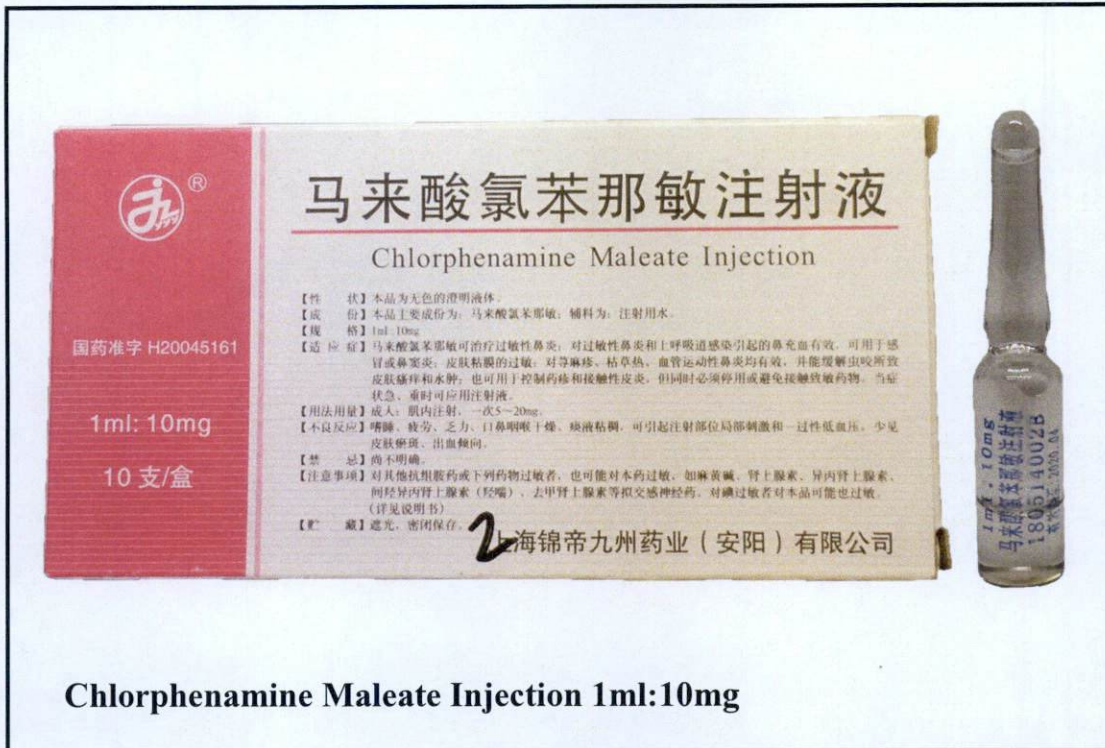 ®
国药准字 H20045161
1ml: 10mg
10 支/盒
马来酸氯苯那敏注射液
Chlorphenamine Maleate Injection
【性 状】本品为无色的澄明液体。
【成 份】本品主要成份为：马来酸氯苯那敏；辅料为：注射用水。
【规 格】1ml:10mg
【适 应 症】马来酸氯苯那敏可治疗过敏性鼻炎；对过敏性鼻炎和上呼吸道感染引起的鼻充血有效，可用于感
冒或鼻窦炎；皮肤粘膜的过敏：对荨麻疹、枯草热、血管运动性鼻炎均有效，并能缓解虫咬所致
皮肤瘙痒和水肿；也可用于控制药疹和接触性皮炎，但同时必须停用或避免接触致敏药物。当症
状急、重时可应用注射液。
【用法用量】成人：肌内注射，一次5～20mg。
【不良反应】嗜睡、疲劳、乏力、口鼻咽喉干燥、痰液粘稠，可引起注射部位局部刺激和一过性低血压，少见
皮肤瘀斑、出血倾向。
【禁 忌】尚不明确。
【注意事项】对其他抗组胺药或下列药物过敏者，也可能对本药过敏，如麻黄碱、肾上腺素、异丙肾上腺素、
间羟异丙肾上腺素（羟喘）、去甲肾上腺素等拟交感神经药。对碘过敏者对本品可能也过敏。
（详见说明书）
【贮 藏】遮光，密闭保存。
2
上海锦帝九州药业（安阳）有限公司
1ml:10mg
马来酸氯苯那敏注射液
180514002B
2020.04
Chlorphenamine Maleate Injection 1ml:10mg